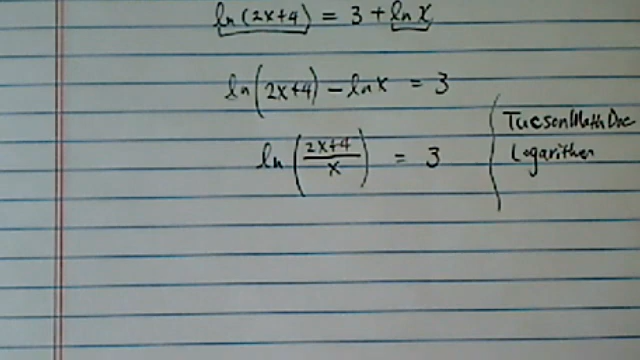 ln(2x+4) = 3 + ln x
ln(2x+4) - ln x = 3
ln((2x+4)/x) = 3
TucsonMathDoc
Logarithm